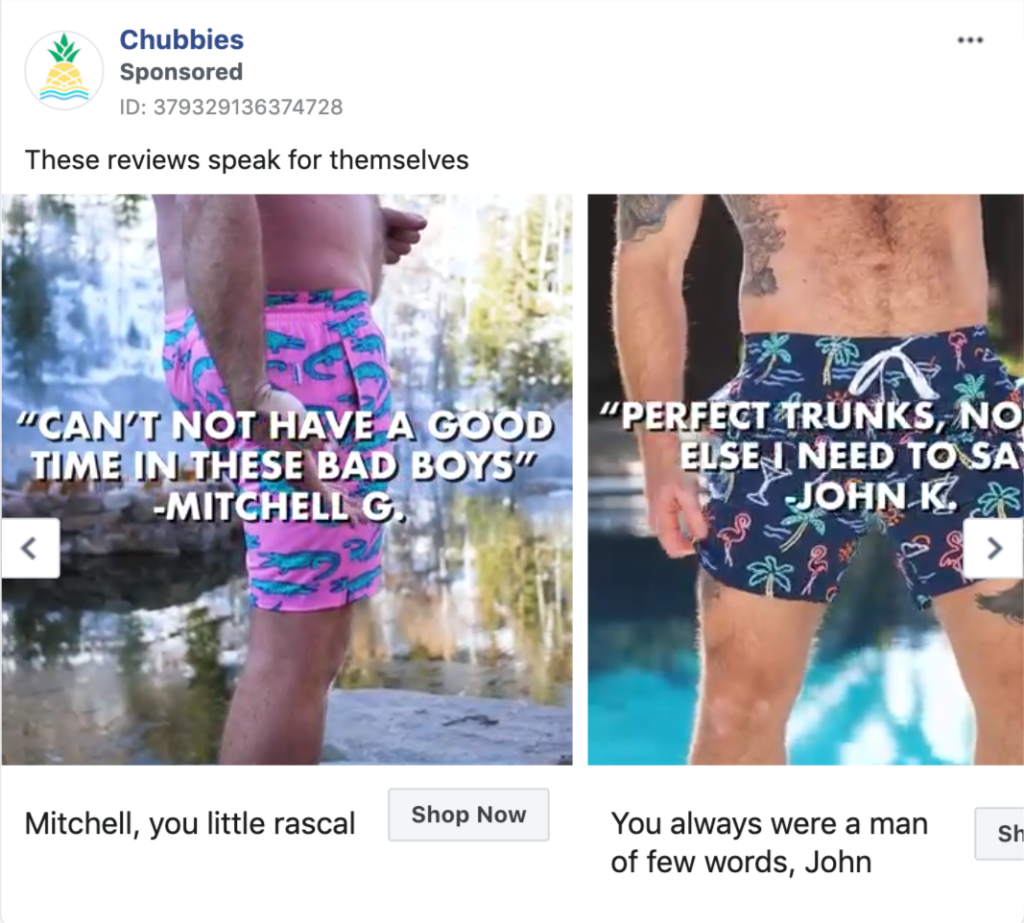 Chubbies
Sponsored
ID: 379329136374728
These reviews speak for themselves
“CAN’T NOT HAVE A GOOD
TIME IN THESE BAD BOYS”
-MITCHELL G.
“PERFECT TRUNKS, NO
ELSE I NEED TO SA
-JOHN K.
Mitchell, you little rascal
Shop Now
You always were a man
of few words, John
Sh